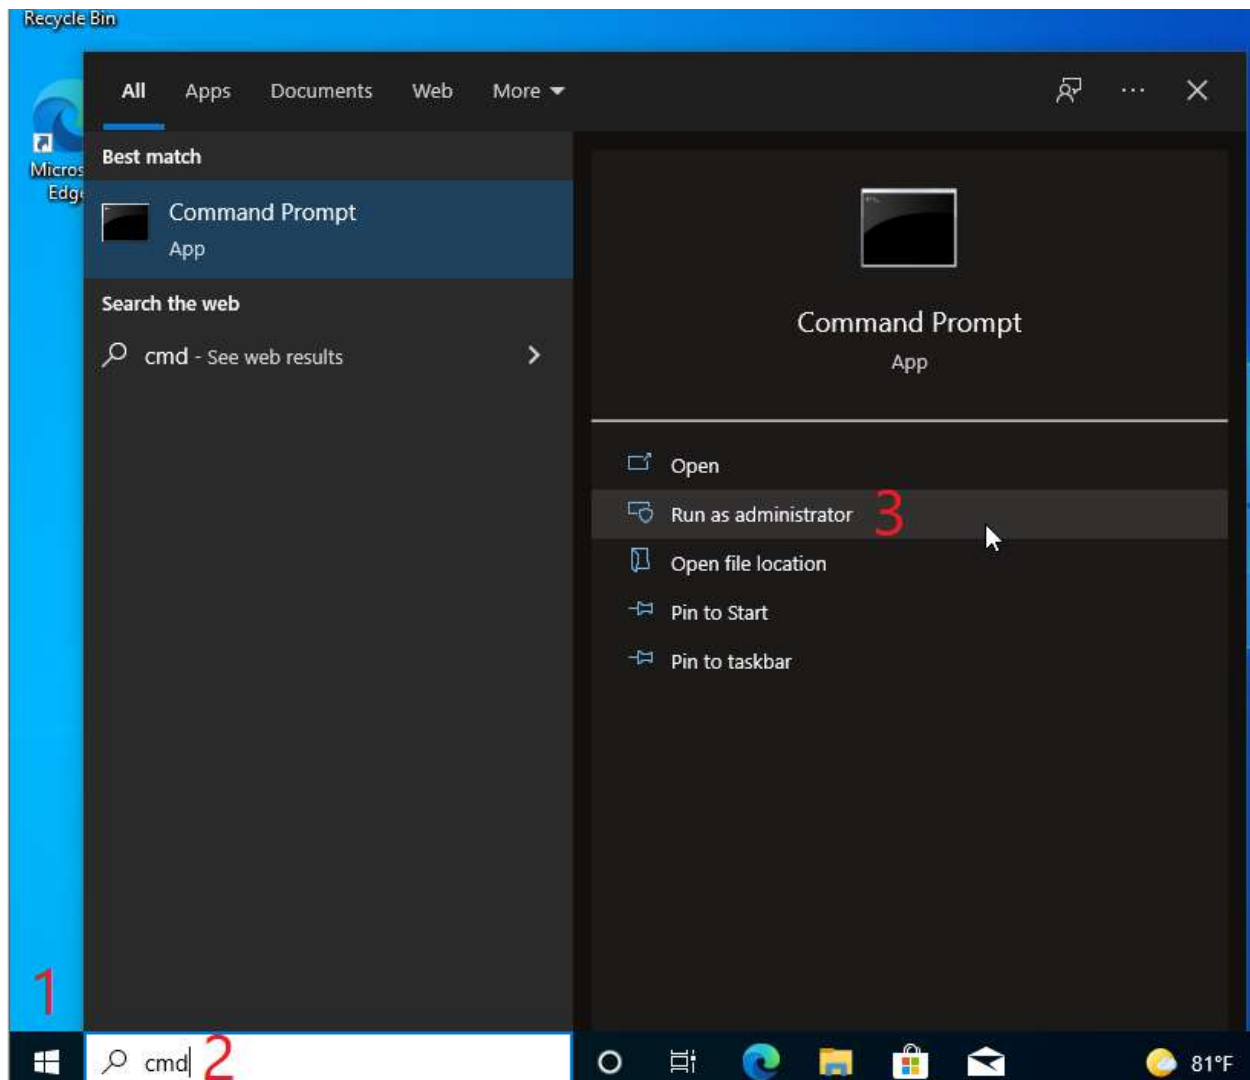 Recycle Bin
All Apps Documents Web More
Best match
Micros
Edge
Command Prompt
App
Search the web
cmd - See web results
Command Prompt
App
Open
Run as administrator 3
Open file location
Pin to Start
Pin to taskbar
1
cmd 2
81°F